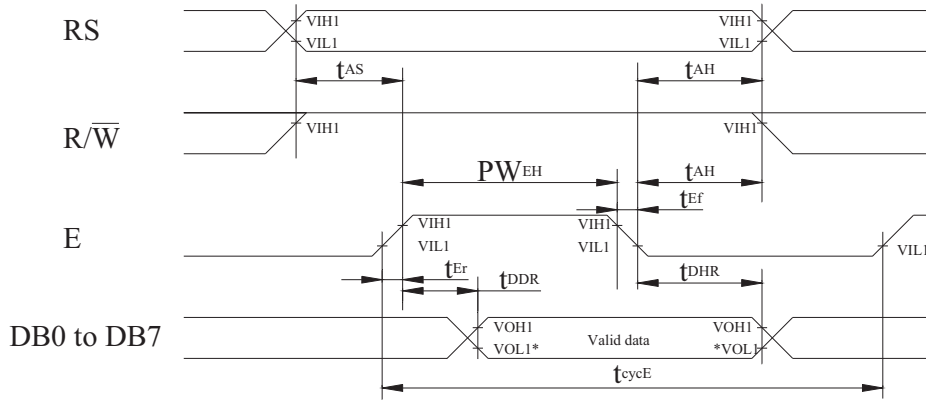 RS
VIH1
VIL1
VIH1
VIL1
tAS
tAH
R/W̅
VIH1
VIH1
PWEH
tAH
tEf
E
VIH1
VIL1
VIH1
VIL1
VIL1
tEr
tDDR
tDHR
DB0 to DB7
VOH1
VOL1*
Valid data
VOH1
*VOL1
tcycE